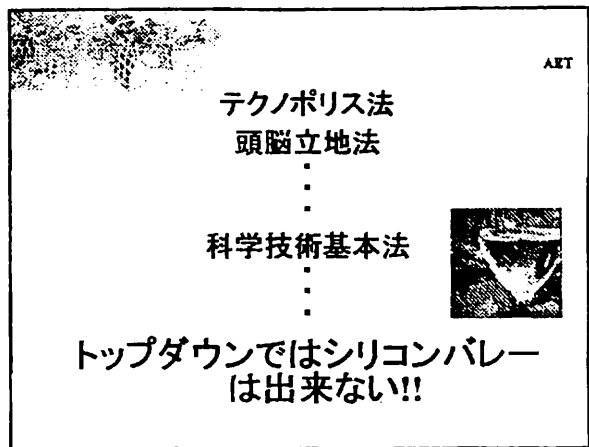 AET
テクノポリス法
頭脳立地法
・
・
・
科学技術基本法
・
・
・
トップダウンではシリコンバレー
は出来ない!!